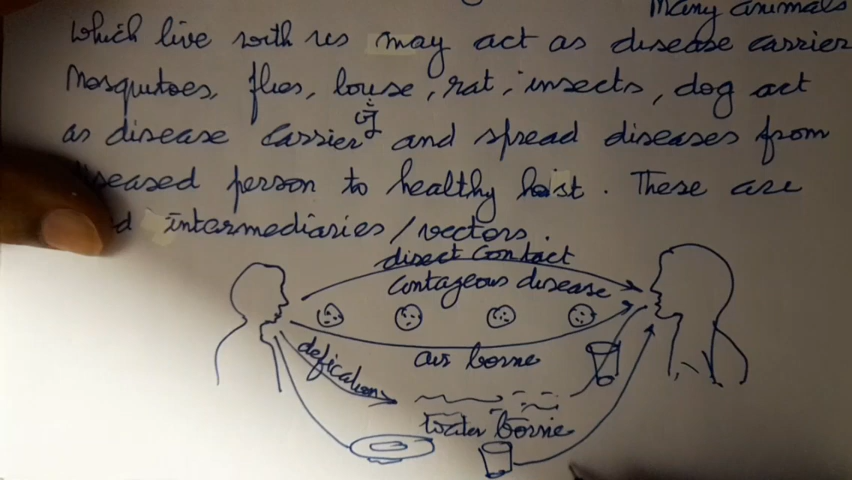 Many animals
which live with us may act as disease carrier
Mosquitoes, flies, louse, rat, insects, dog act
as disease carrier and spread diseases from
diseased person to healthy host. These are
intermediaries/vectors.
direct contact
contageous disease
air borne
defication
water borne